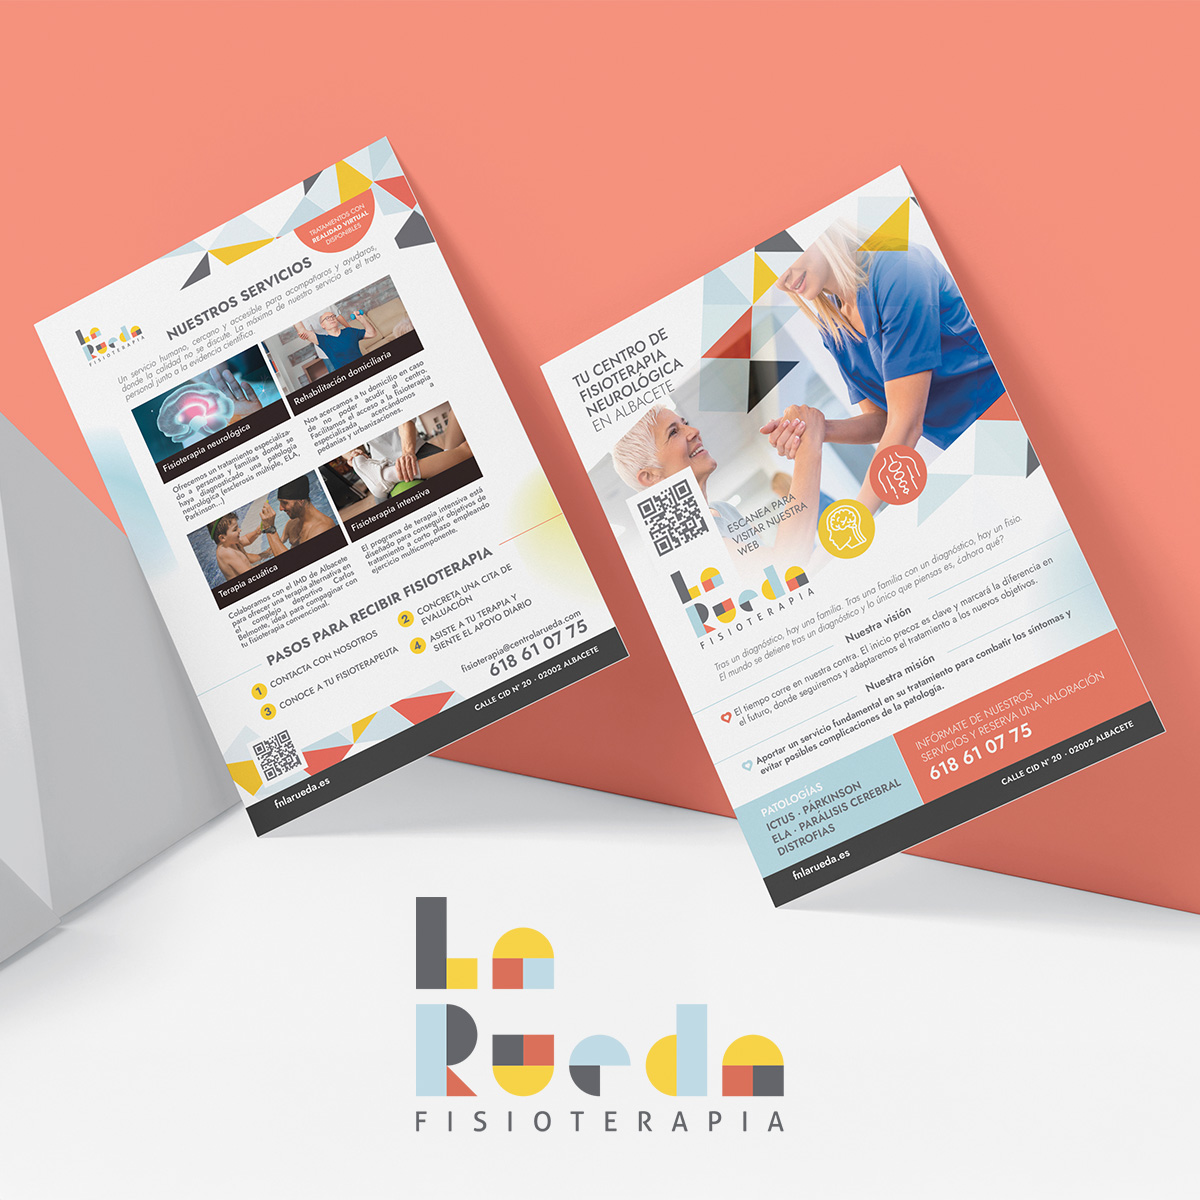 TRATAMIENTOS CON
REALIDAD VIRTUAL
DISPONIBLES
La
Rueda
FISIOTERAPIA
NUESTROS SERVICIOS
Un servicio humano, cercano y accesible para acompañaros y ayudaros,
donde la calidad no se discute. La máxima de nuestro servicio es el trato
personal junto a la evidencia científica.
Fisioterapia neurológica
Ofrecemos un tratamiento especializa-
do a personas y familias donde se
haya diagnosticado una patología
neurológica (esclerosis múltiple, ELA,
Parkinson...)
Rehabilitación domiciliaria
Nos acercamos a tu domicilio en caso
de no poder acudir al centro.
Facilitamos el acceso a la fisioterapia
especializada acercándonos a
pedanías y urbanizaciones.
Terapia acuática
Colaboramos con el IMD de Albacete
para ofrecer una terapia alternativa en
el complejo deportivo Carlos
Belmonte, ideal para compaginar con
tu fisioterapia convencional.
Fisioterapia intensiva
El programa de terapia intensiva está
diseñado para conseguir objetivos de
tratamiento a corto plazo empleando
ejercicio multicomponente.
PASOS PARA RECIBIR FISIOTERAPIA
1 CONTACTA CON NOSOTROS
2 CONCRETA UNA CITA DE
EVALUACIÓN
3 CONOCE A TU FISIOTERAPEUTA
4 ASISTE A TU TERAPIA Y
SIENTE EL APOYO DIARIO
fisioterapia@centrolarueda.com
618 61 07 75
fnlarueda.es
CALLE CID Nº 20 · 02002 ALBACETE
TU CENTRO DE
FISIOTERAPIA
NEUROLÓGICA
EN ALBACETE
ESCANEA PARA
VISITAR NUESTRA
WEB
La
Rueda
FISIOTERAPIA
Tras un diagnóstico, hay una familia. Tras una familia con un diagnóstico, hay un fisio.
El mundo se detiene tras un diagnóstico y lo único que piensas es, ¿ahora qué?
Nuestra visión
El tiempo corre en nuestra contra. El inicio precoz es clave y marcará la diferencia en
el futuro, donde seguiremos y adaptaremos el tratamiento a los nuevos objetivos.
Nuestra misión
Aportar un servicio fundamental en su tratamiento para combatir los síntomas y
evitar posibles complicaciones de la patología.
PATOLOGÍAS
ICTUS · PÁRKINSON
ELA · PARÁLISIS CEREBRAL
DISTROFIAS
INFÓRMATE DE NUESTROS
SERVICIOS Y RESERVA UNA VALORACIÓN
618 61 07 75
fnlarueda.es
CALLE CID Nº 20 · 02002 ALBACETE
La
Rueda
FISIOTERAPIA